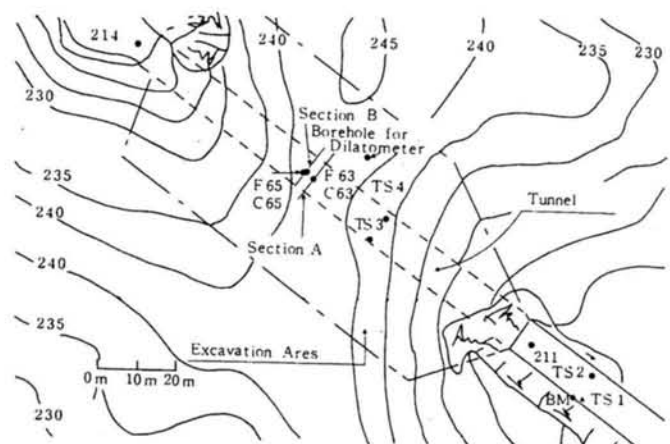 214
240
245
240
235
230
230
Section B
Borehole for
Dilatometer
F 65
C 65
F 63
C 63
TS 4
235
TS 3
Tunnel
240
Section A
240
235
Excavation Ares
211
TS 2
0 m 10 m 20 m
BM
TS 1
230